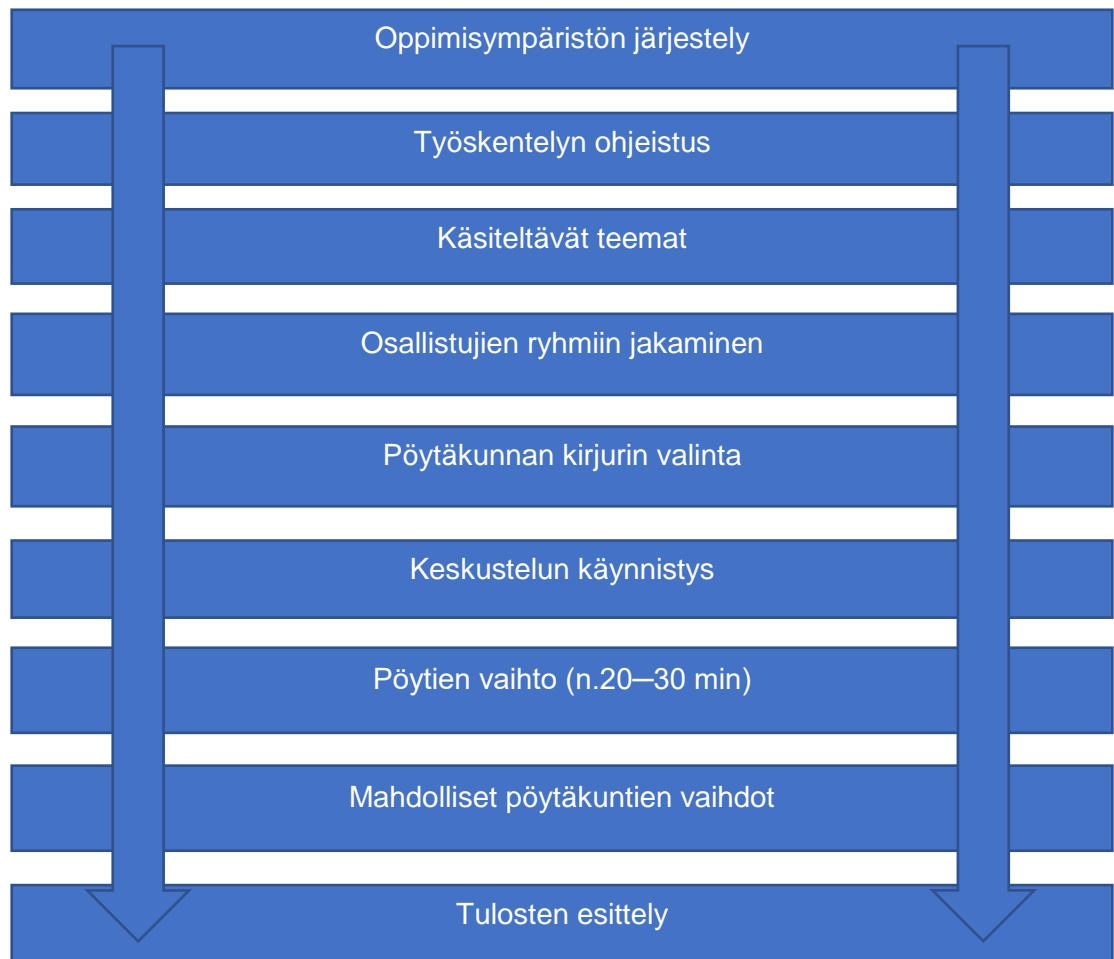 Oppimisympäristön järjestely
Työskentelyn ohjeistus
Käsiteltävät teemat
Osallistujien ryhmiin jakaminen
Pöytäkunnan kirjurin valinta
Keskustelun käynnistys
Pöytien vaihto (n.20─30 min)
Mahdolliset pöytäkuntien vaihdot
Tulosten esittely